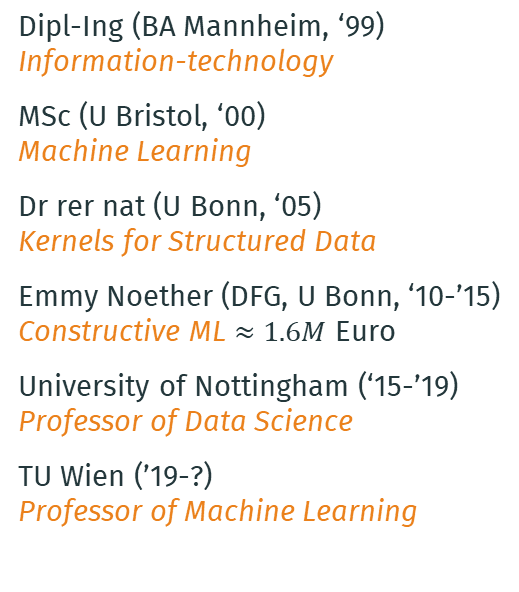 Dipl-Ing (BA Mannheim, ‘99)
Information-technology
MSc (U Bristol, ‘00)
Machine Learning
Dr rer nat (U Bonn, ‘05)
Kernels for Structured Data
Emmy Noether (DFG, U Bonn, ‘10-’15)
Constructive ML ≈ 1.6M Euro
University of Nottingham (‘15-’19)
Professor of Data Science
TU Wien (’19-?)
Professor of Machine Learning